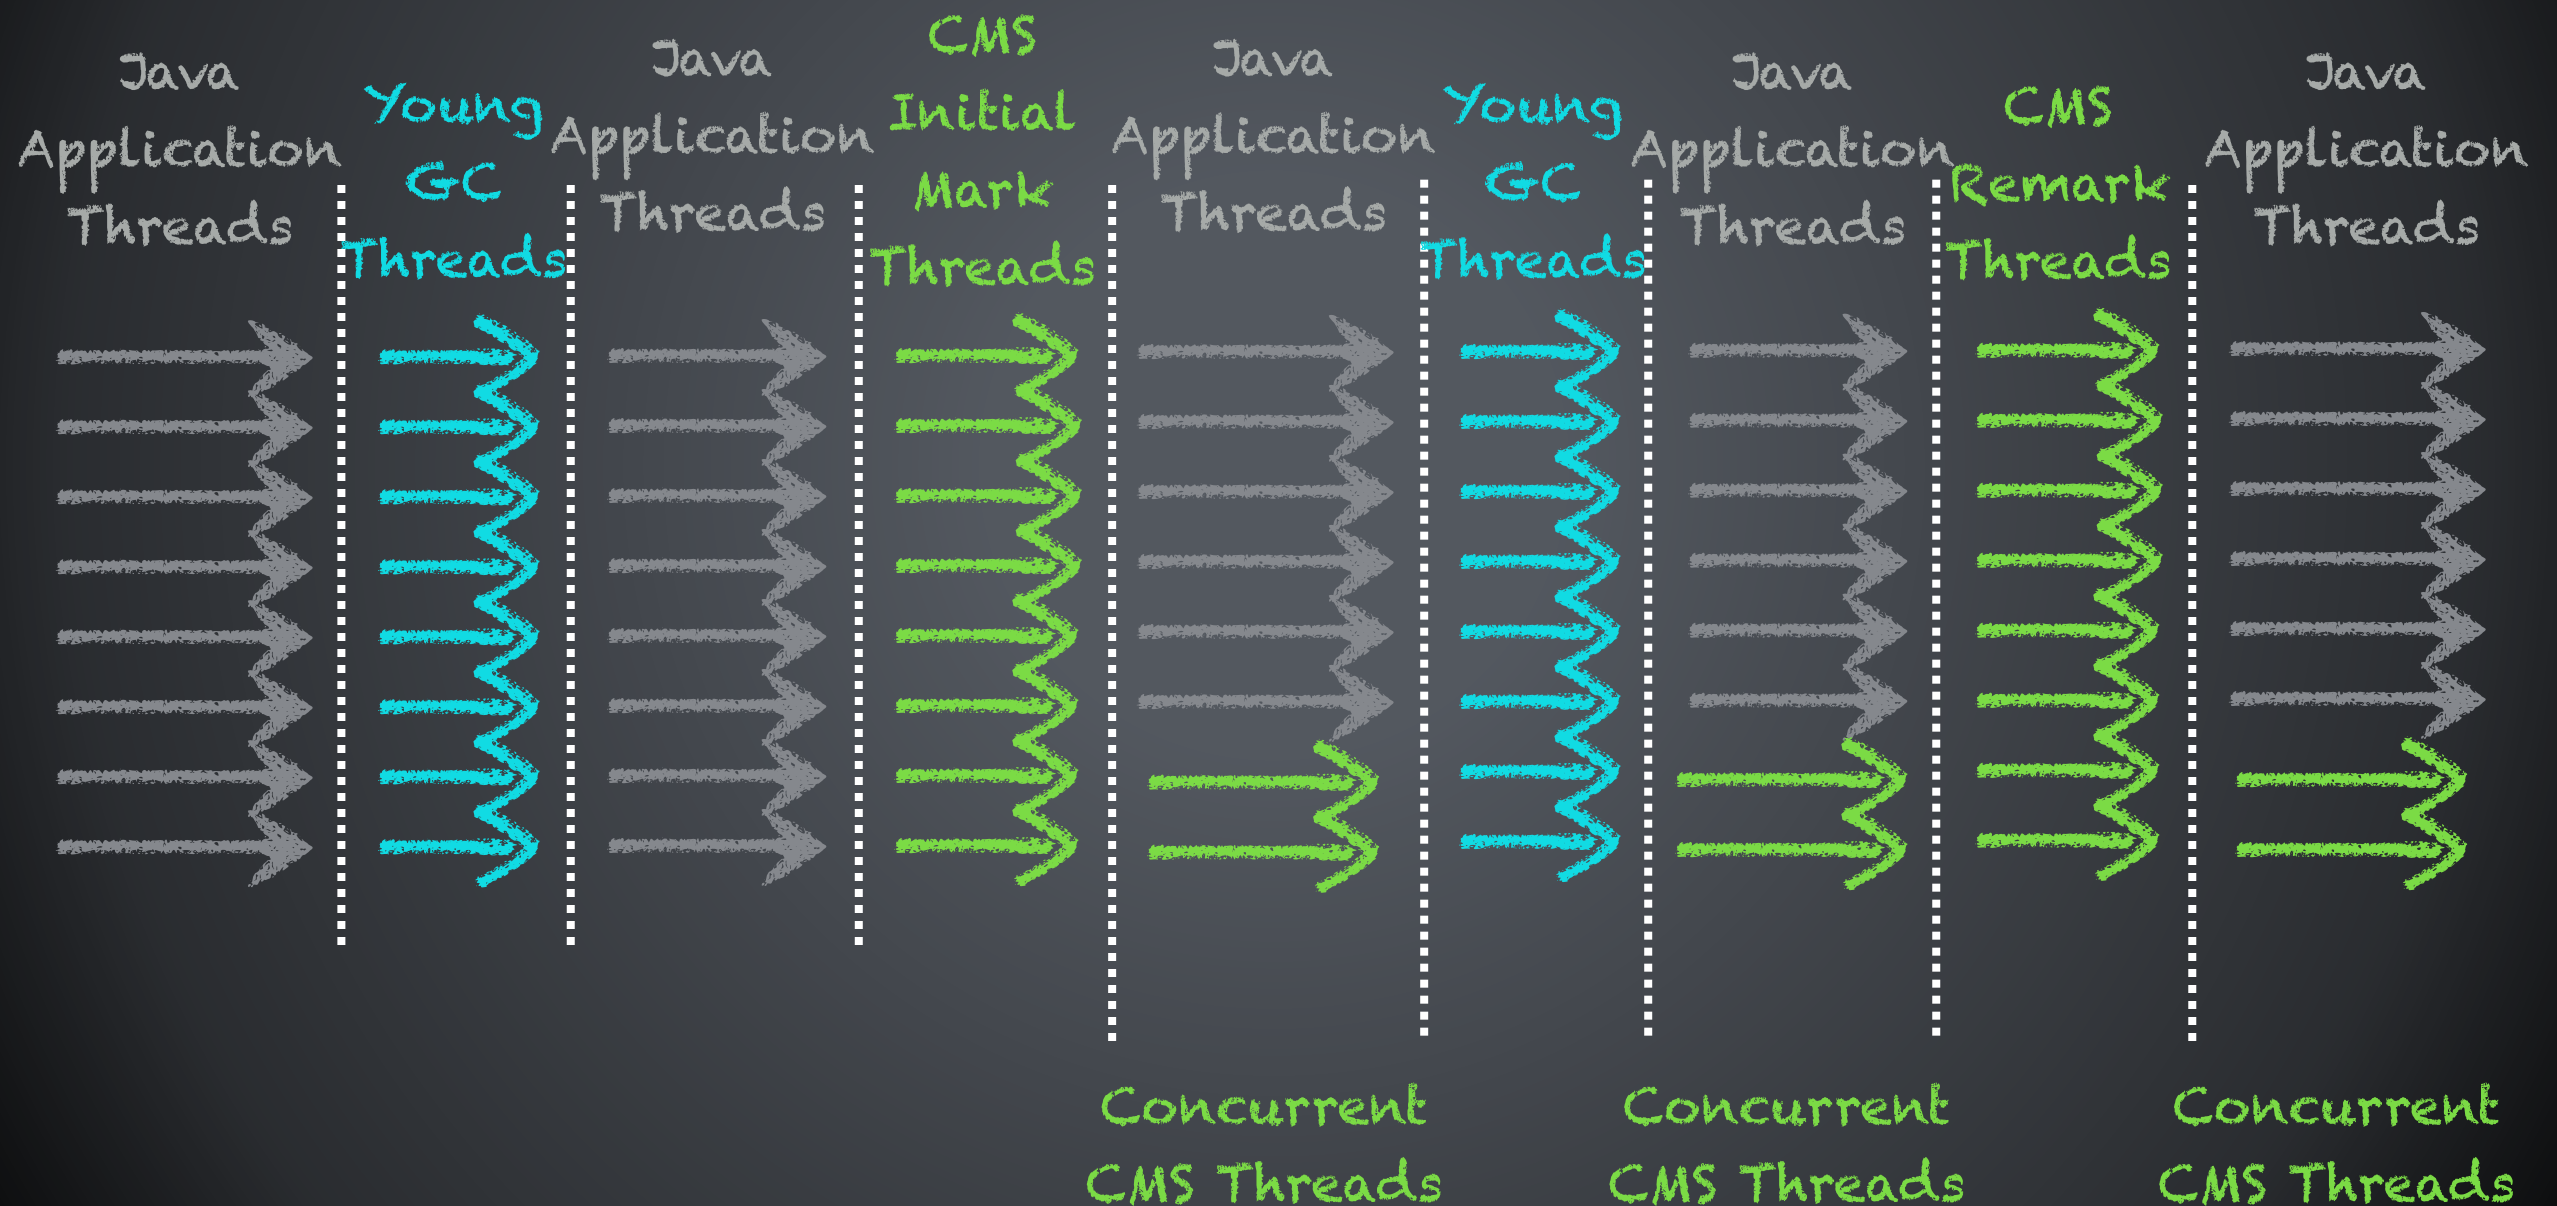 Java
Application
Threads
Young
GC
Threads
Java
Application
Threads
CMS
Initial
Mark
Threads
Java
Application
Threads
Young
GC
Threads
Java
Application
Threads
CMS
Remark
Threads
Java
Application
Threads
Concurrent
CMS Threads
Concurrent
CMS Threads
Concurrent
CMS Threads